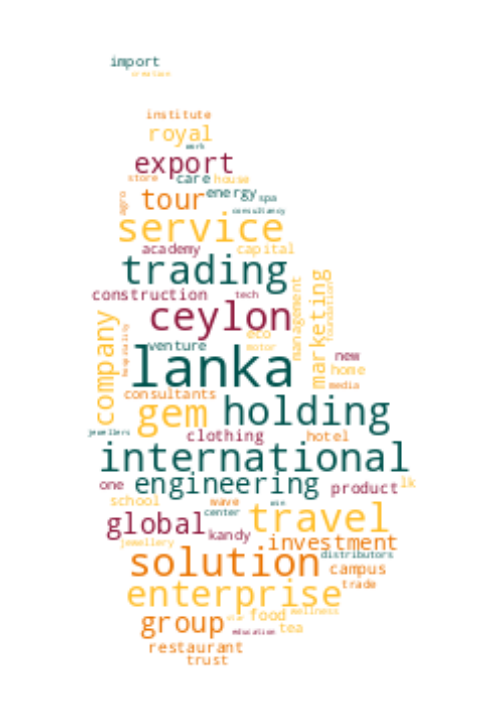 import
creation
institute
royal
work
export
store care house
agro tour energy spa
consultancy
service
academy capital
trading
construction tech
management marketing foundation
ceylon
company hospitality
eco
venture motor
new
lanka
home
media
consultants
gem holding
jewellers clothing hotel
international
one engineering product lk
school wave win
center
global kandy travel
jewellery investment
distributors
solution campus
trade
enterprise
wellness
group star food
education tea
restaurant
trust